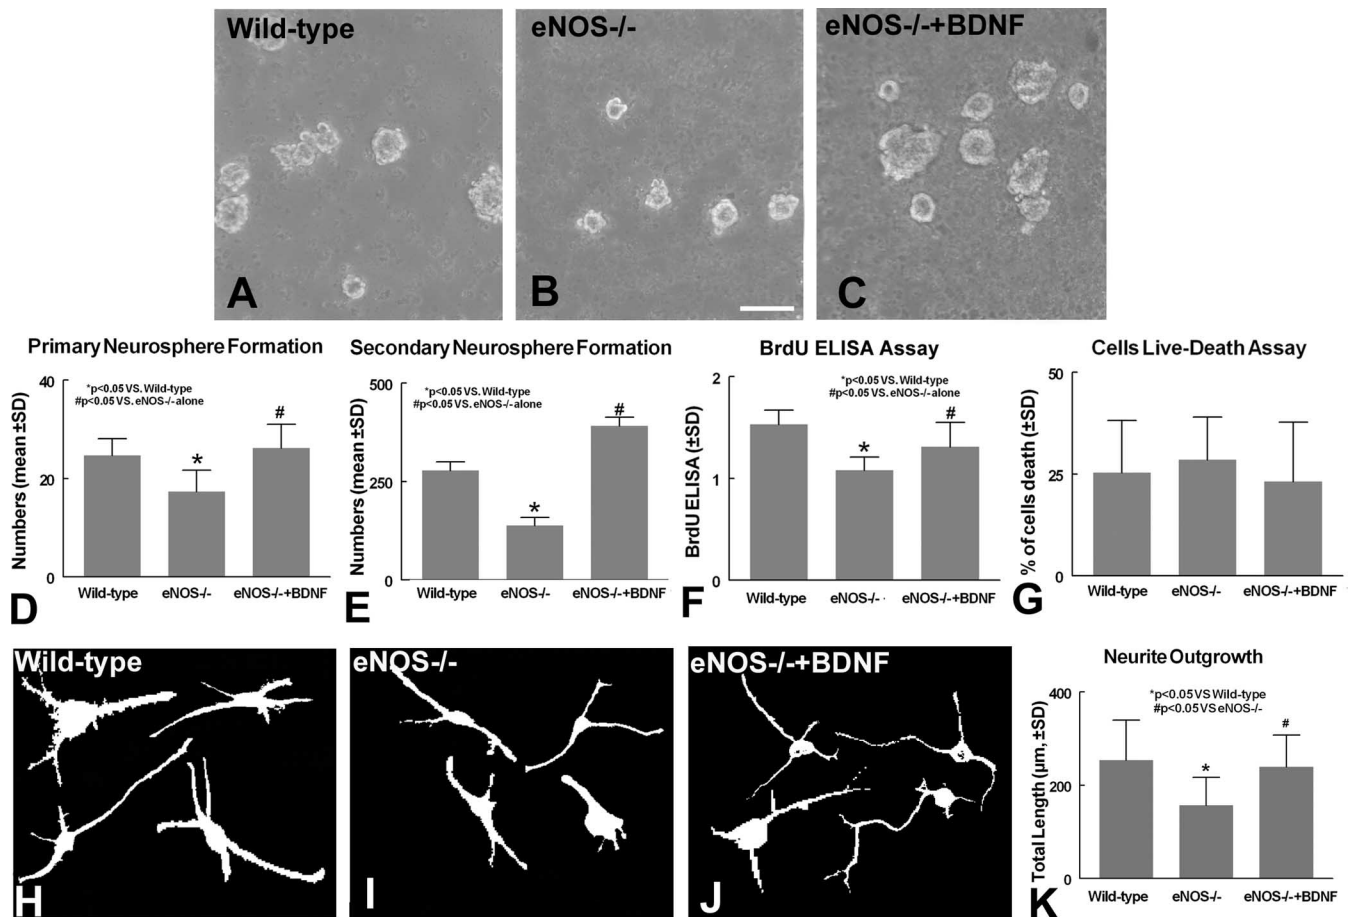 Wild-type
eNOS-/-
eNOS-/-+BDNF
A
B
C
Primary Neurosphere Formation
*p<0.05 VS. Wild-type
#p<0.05 VS. eNOS-/- alone
Numbers (mean ±SD)
40
20
0
*
#
Wild-type
eNOS-/-
eNOS-/-+BDNF
D
Secondary Neurosphere Formation
*p<0.05 VS. Wild-type
#p<0.05 VS. eNOS-/- alone
Numbers (mean ±SD)
500
250
0
*
#
Wild-type
eNOS-/-
eNOS-/-+BDNF
E
BrdU ELISA Assay
*p<0.05 VS. Wild-type
#p<0.05 VS. eNOS-/- alone
BrdU ELISA (±SD)
2
1
0
*
#
Wild-type
eNOS-/-
eNOS-/-+BDNF
F
Cells Live-Death Assay
% of cells death (±SD)
50
25
0
Wild-type
eNOS-/-
eNOS-/-+BDNF
G
Wild-type
H
eNOS-/-
I
eNOS-/-+BDNF
J
Neurite Outgrowth
*p<0.05 VS Wild-type
#p<0.05 VS eNOS-/-
Total Length (µm, ±SD)
400
200
0
*
#
Wild-type
eNOS-/-
eNOS-/-+BDNF
K